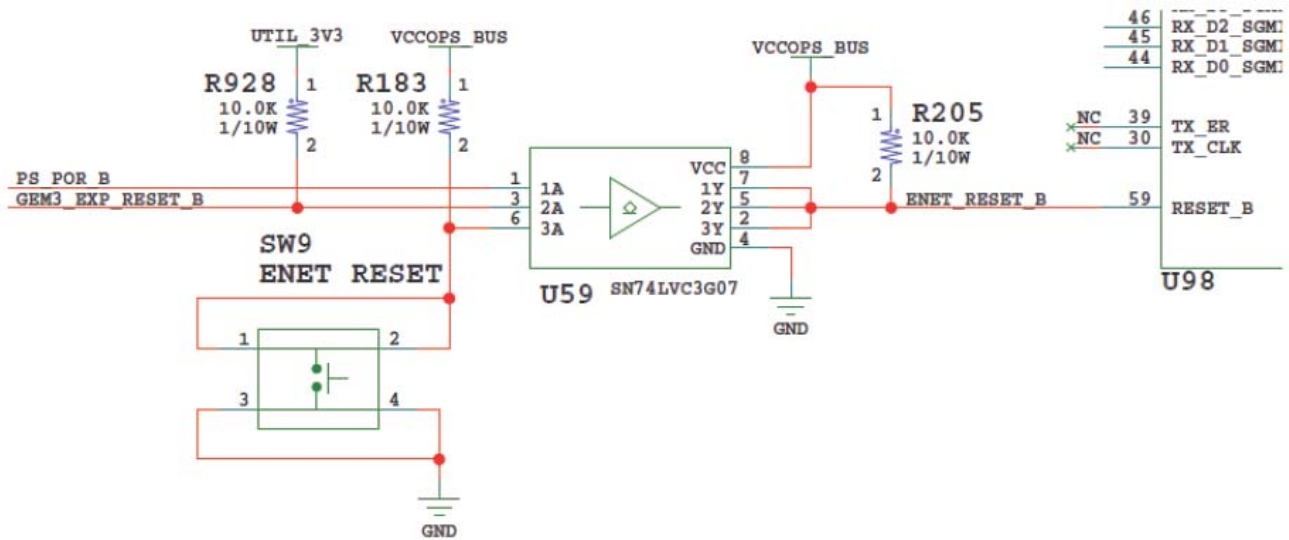 UTIL_3V3
VCCOPS_BUS
R928
1
10.0K
1/10W
2
R183
1
10.0K
1/10W
2
VCCOPS_BUS
R205
1
10.0K
1/10W
2
PS_POR_B
GEM3_EXP_RESET_B
1
3
6
1A
2A
3A
VCC
1Y
2Y
3Y
GND
8
7
5
2
4
U59
SN74LVC3G07
GND
ENET_RESET_B
46 RX_D2_SGMI
45 RX_D1_SGMI
44 RX_D0_SGMI
NC 39 TX_ER
NC 30 TX_CLK
59 RESET_B
U98
SW9
ENET RESET
1
2
3
4
GND